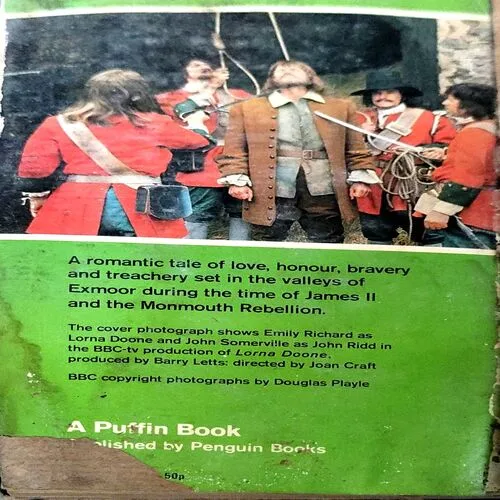 A romantic tale of love, honour, bravery
and treachery set in the valleys of
Exmoor during the time of James II
and the Monmouth Rebellion.
The cover photograph shows Emily Richard as
Lorna Doone and John Somerville as John Ridd in
the BBC-tv production of Lorna Doone,
produced by Barry Letts: directed by Joan Craft
BBC copyright photographs by Douglas Playle
A Puffin Book
blished by Penguin Books
50p